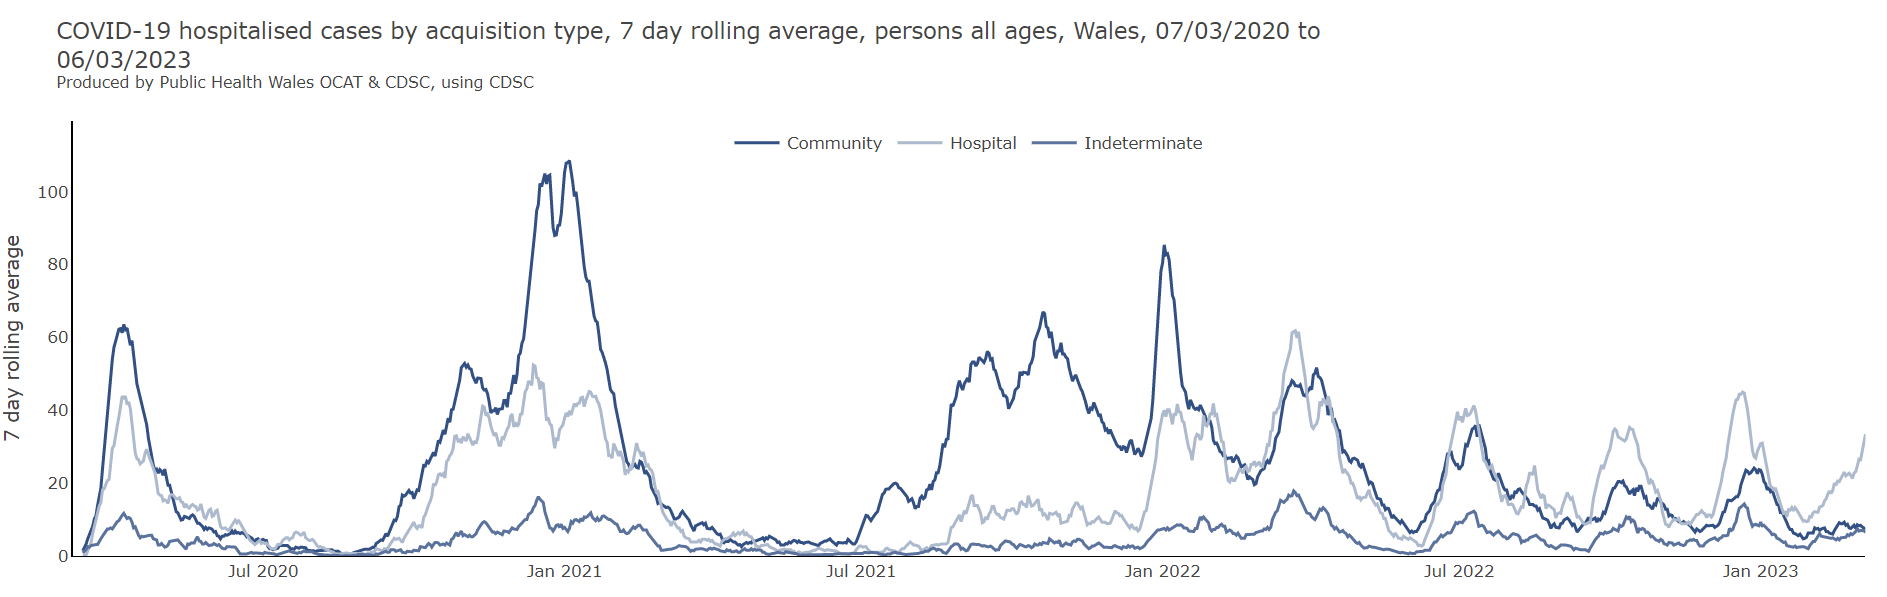 COVID-19 hospitalised cases by acquisition type, 7 day rolling average, persons all ages, Wales, 07/03/2020 to
06/03/2023
Produced by Public Health Wales OCAT & CDSC, using CDSC
Community Hospital Indeterminate
7 day rolling average
100
80
60
40
20
0
Jul 2020 Jan 2021 Jul 2021 Jan 2022 Jul 2022 Jan 2023